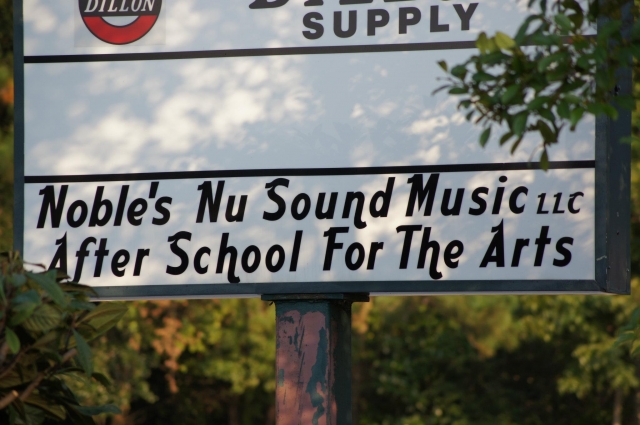 DILLON
SUPPLY
Noble's Nu Sound Music LLC
After School For The Arts